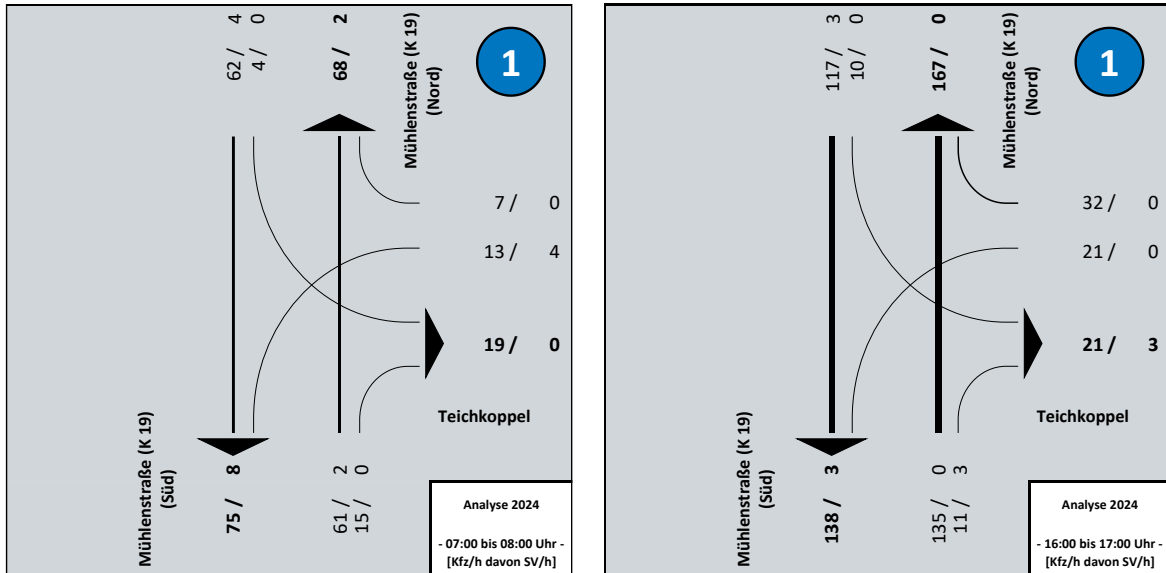 62 / 4
4 / 0
68 / 2
Mühlenstraße (K 19)
(Nord)
1
7 / 0
13 / 4
19 / 0
Teichkoppel
Mühlenstraße (K 19)
(Süd)
75 / 8
61 / 2
15 / 0
Analyse 2024
- 07:00 bis 08:00 Uhr -
[Kfz/h davon SV/h]
117 / 3
10 / 0
167 / 0
Mühlenstraße (K 19)
(Nord)
1
32 / 0
21 / 0
21 / 3
Teichkoppel
Mühlenstraße (K 19)
(Süd)
138 / 3
135 / 0
11 / 3
Analyse 2024
- 16:00 bis 17:00 Uhr -
[Kfz/h davon SV/h]